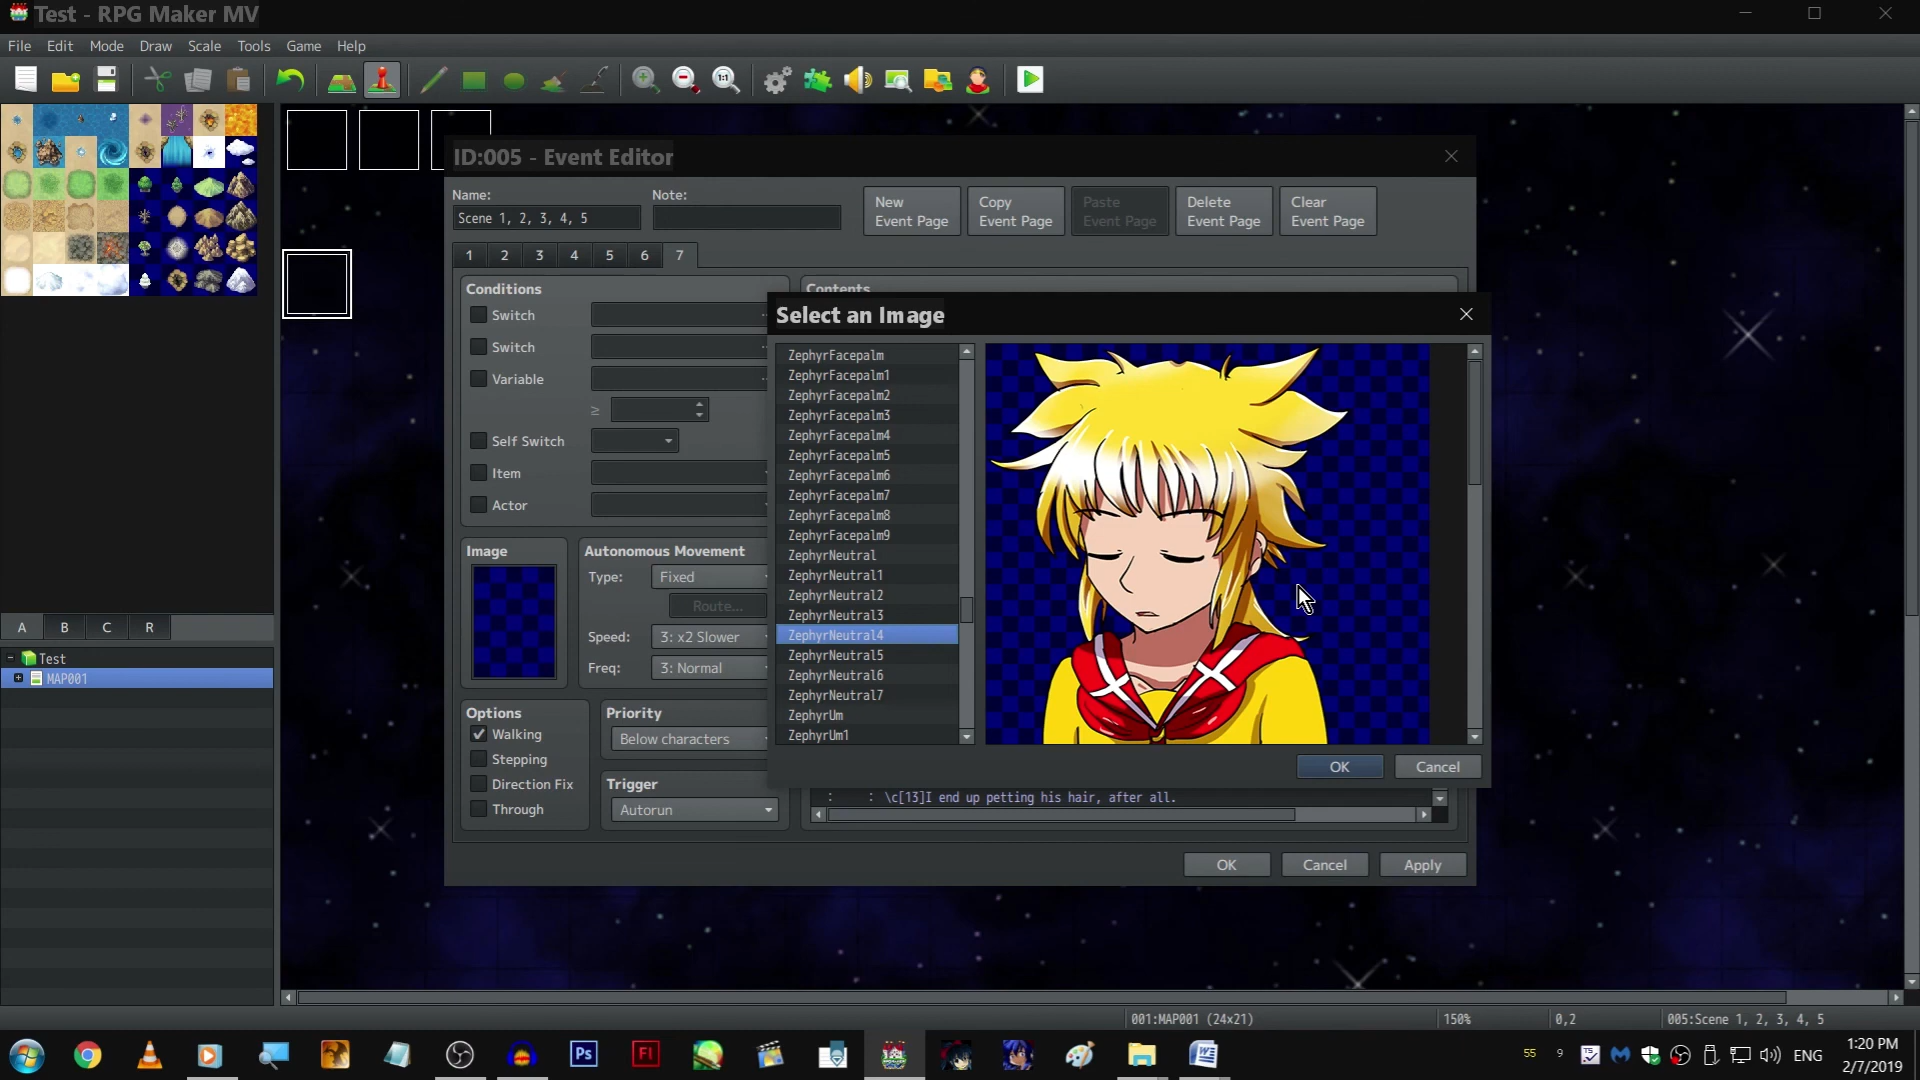 Test - RPG Maker MV
File Edit Mode Draw Scale Tools Game Help
1:1
ID:005 - Event Editor
Name:
Note:
Scene 1, 2, 3, 4, 5
New Event Page
Copy Event Page
Paste Event Page
Delete Event Page
Clear Event Page
1 2 3 4 5 6 7
Conditions
Switch
Switch
Variable
≥
Self Switch
Item
Actor
Contents
Select an Image
ZephyrFacepalm
ZephyrFacepalm1
ZephyrFacepalm2
ZephyrFacepalm3
ZephyrFacepalm4
ZephyrFacepalm5
ZephyrFacepalm6
ZephyrFacepalm7
ZephyrFacepalm8
ZephyrFacepalm9
ZephyrNeutral
ZephyrNeutral1
ZephyrNeutral2
ZephyrNeutral3
ZephyrNeutral4
ZephyrNeutral5
ZephyrNeutral6
ZephyrNeutral7
ZephyrUm
ZephyrUm1
OK Cancel
Image
Autonomous Movement
Type: Fixed
Route...
Speed: 3: x2 Slower
Freq: 3: Normal
Options
Walking
Stepping
Direction Fix
Through
Priority
Below characters
Trigger
Autorun
: : \c[13]I end up petting his hair, after all.
OK Cancel Apply
A B C R
Test
MAP001
001:MAP001 (24x21)
150%
0,2
005:Scene 1, 2, 3, 4, 5
Ps
Fl
W
55
9
TS
ENG
1:20 PM
2/7/2019